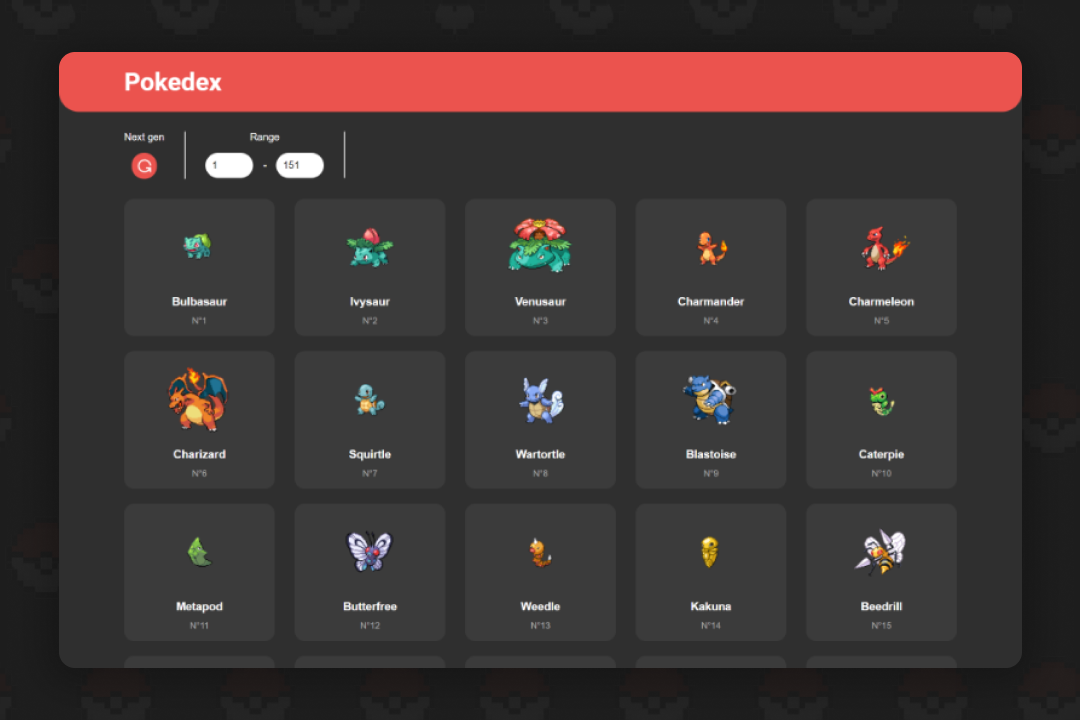 Pokedex
Next gen
Range
G
1 - 151
Bulbasaur
N°1
Ivysaur
N°2
Venusaur
N°3
Charmander
N°4
Charmeleon
N°5
Charizard
N°6
Squirtle
N°7
Wartortle
N°8
Blastoise
N°9
Caterpie
N°10
Metapod
N°11
Butterfree
N°12
Weedle
N°13
Kakuna
N°14
Beedrill
N°15